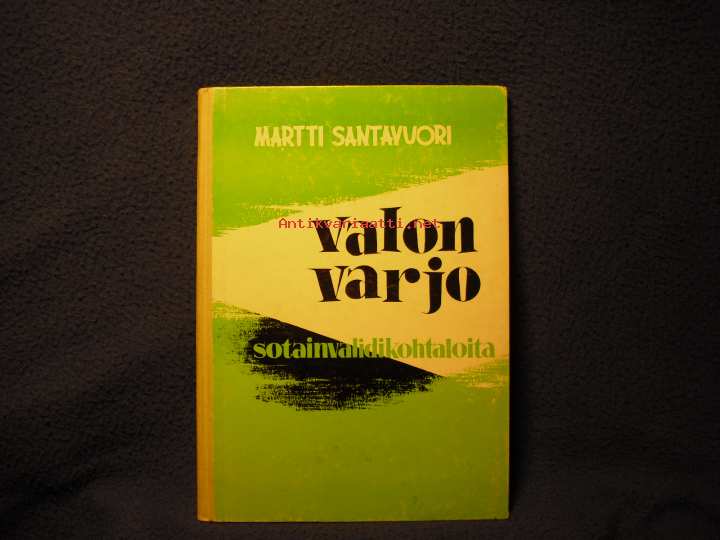 MARTTI SANTAVUORI
Antikvariaatti.net
valon
varjo
sotainvalidikohtaloita